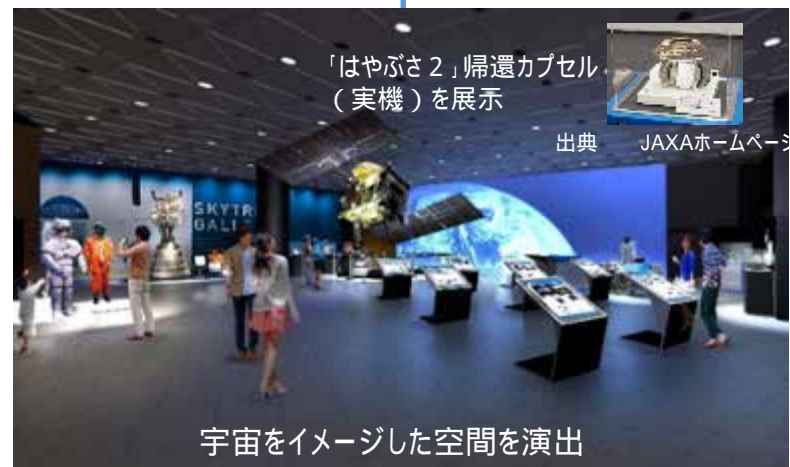 「はやぶさ２」帰還カプセル
（実機）を展示
出典 JAXAホームページ
SKYTR
GALL
宇宙をイメージした空間を演出